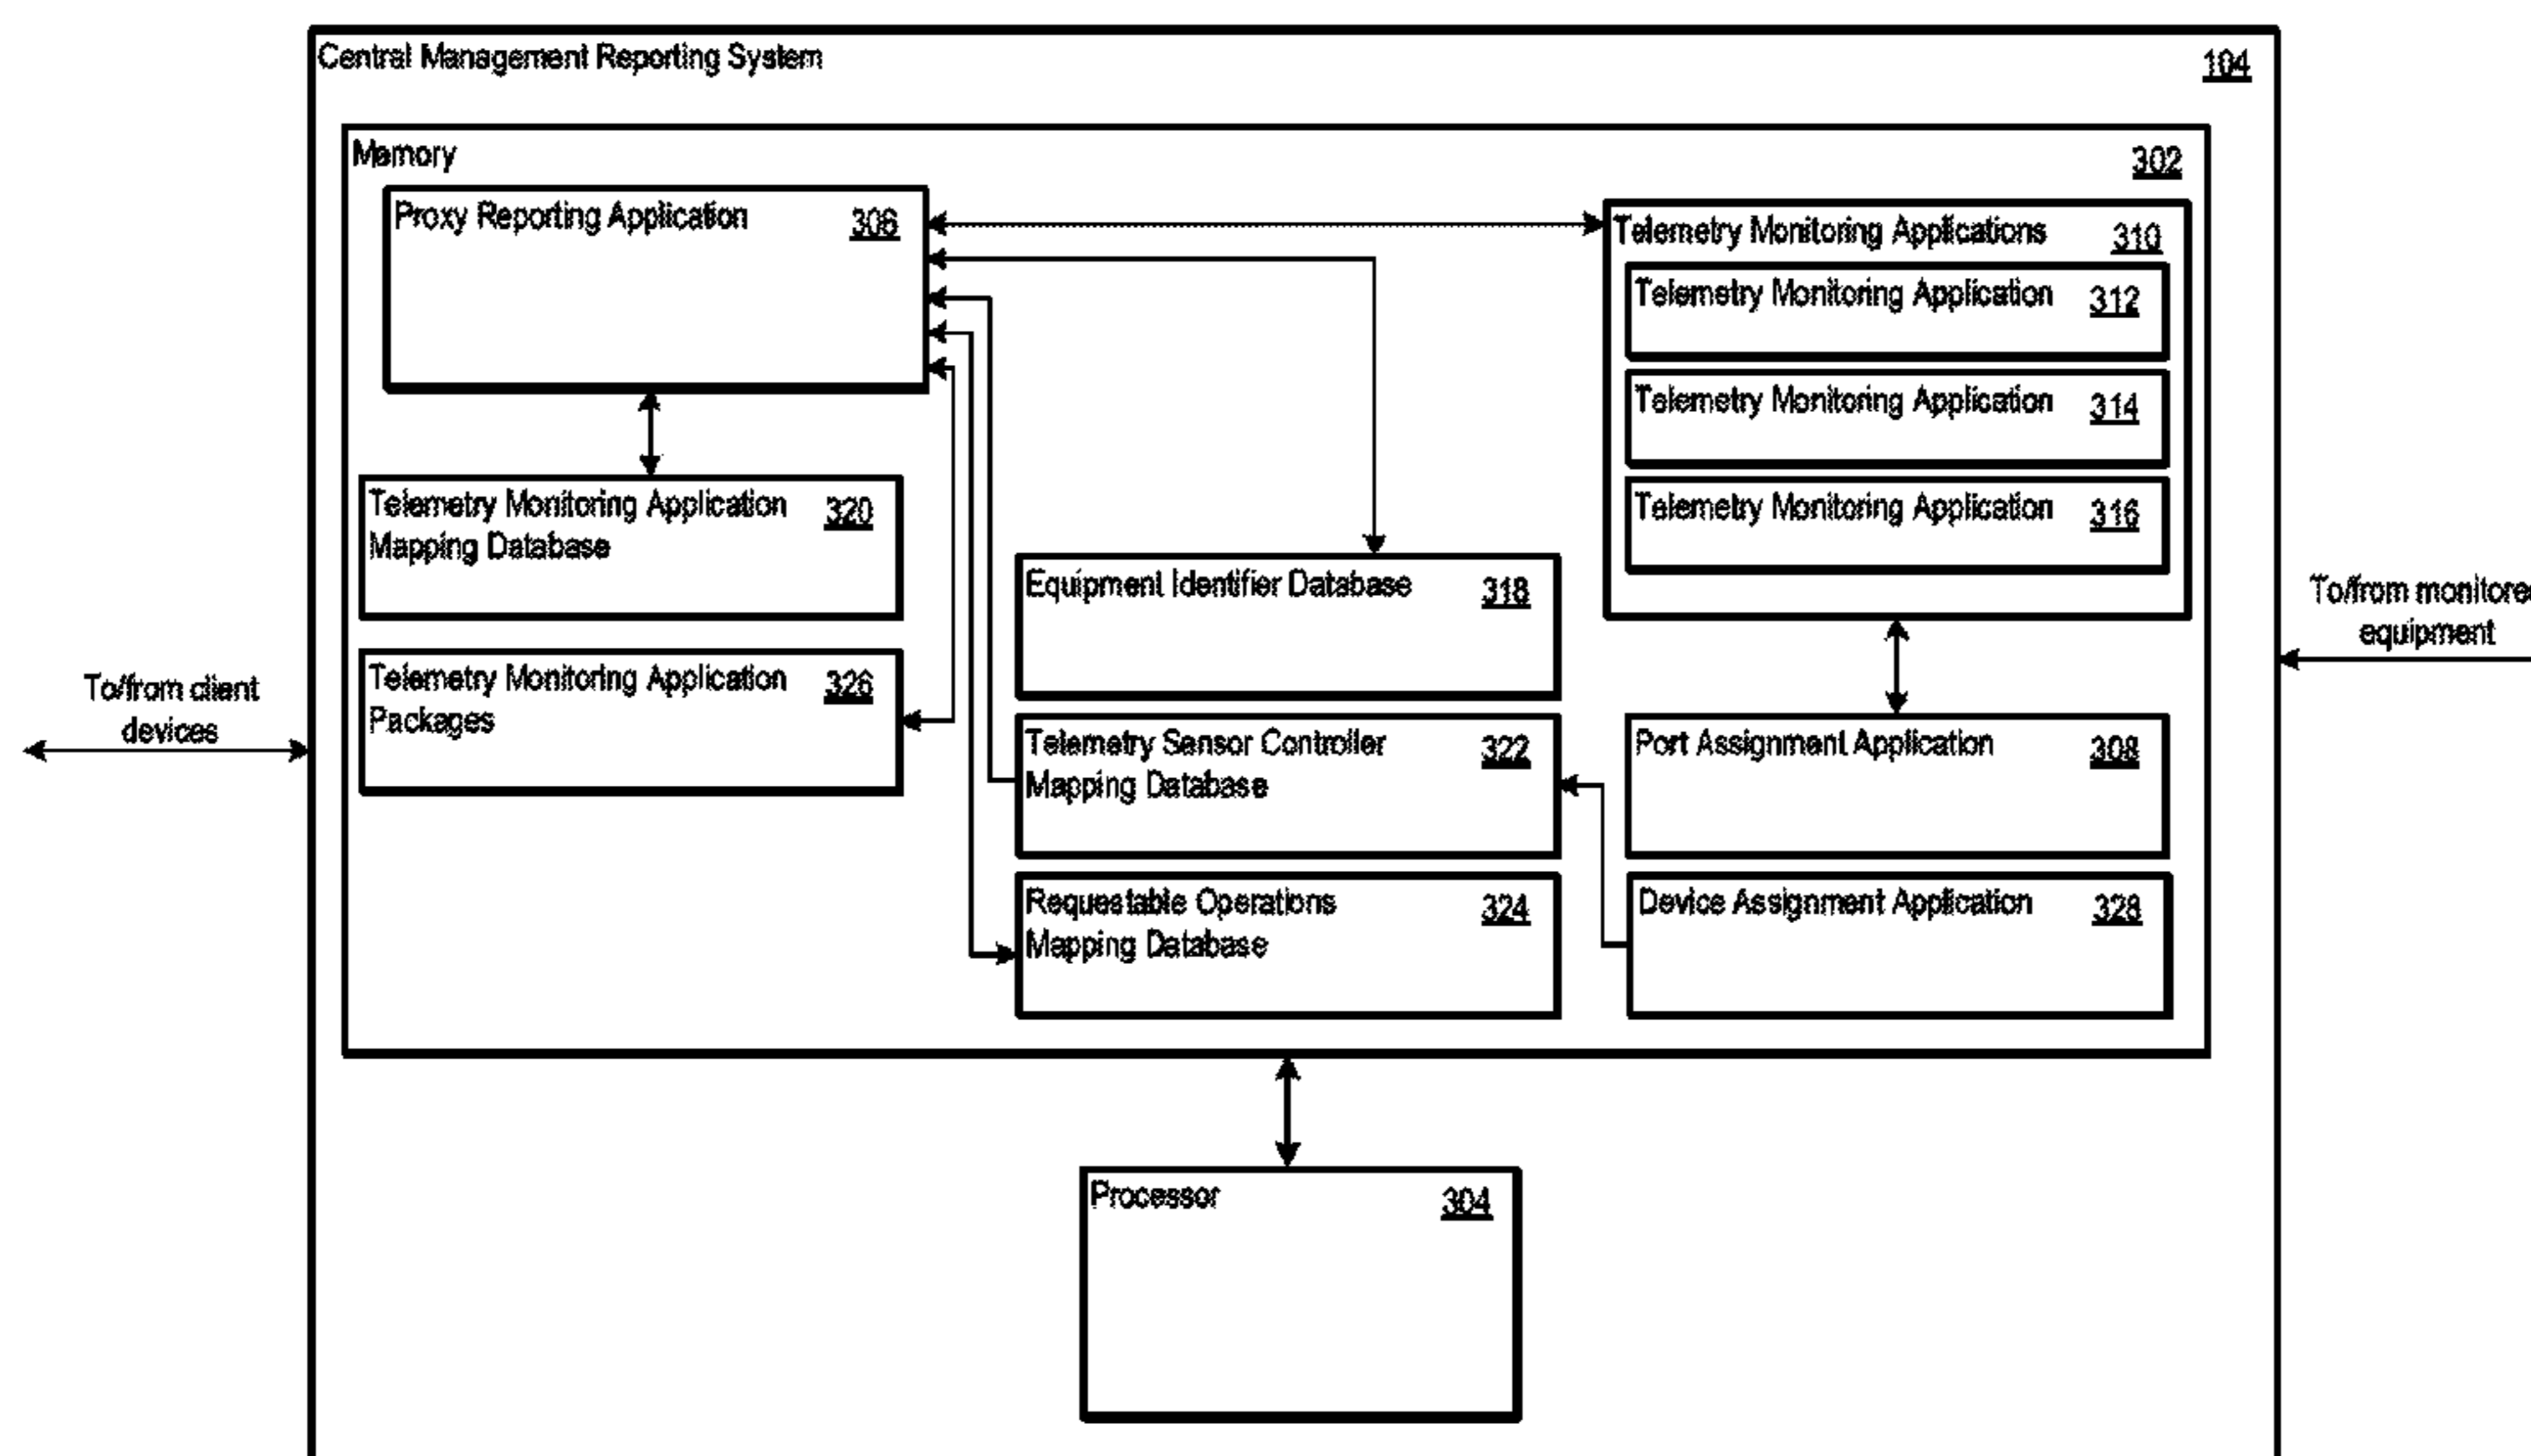 Central Management Reporting System 104
Memory 302
Proxy Reporting Application 306
Telemetry Monitoring Applications 310
Telemetry Monitoring Application 312
Telemetry Monitoring Application 314
Telemetry Monitoring Application 316
Telemetry Monitoring Application 320
Mapping Database
Equipment Identifier Database 318
To/from monitored
equipment
Telemetry Monitoring Application 326
Packages
To/from client
devices
Telemetry Sensor Controller 322
Mapping Database
Port Assignment Application 308
Requestable Operations 324
Mapping Database
Device Assignment Application 328
Processor 304